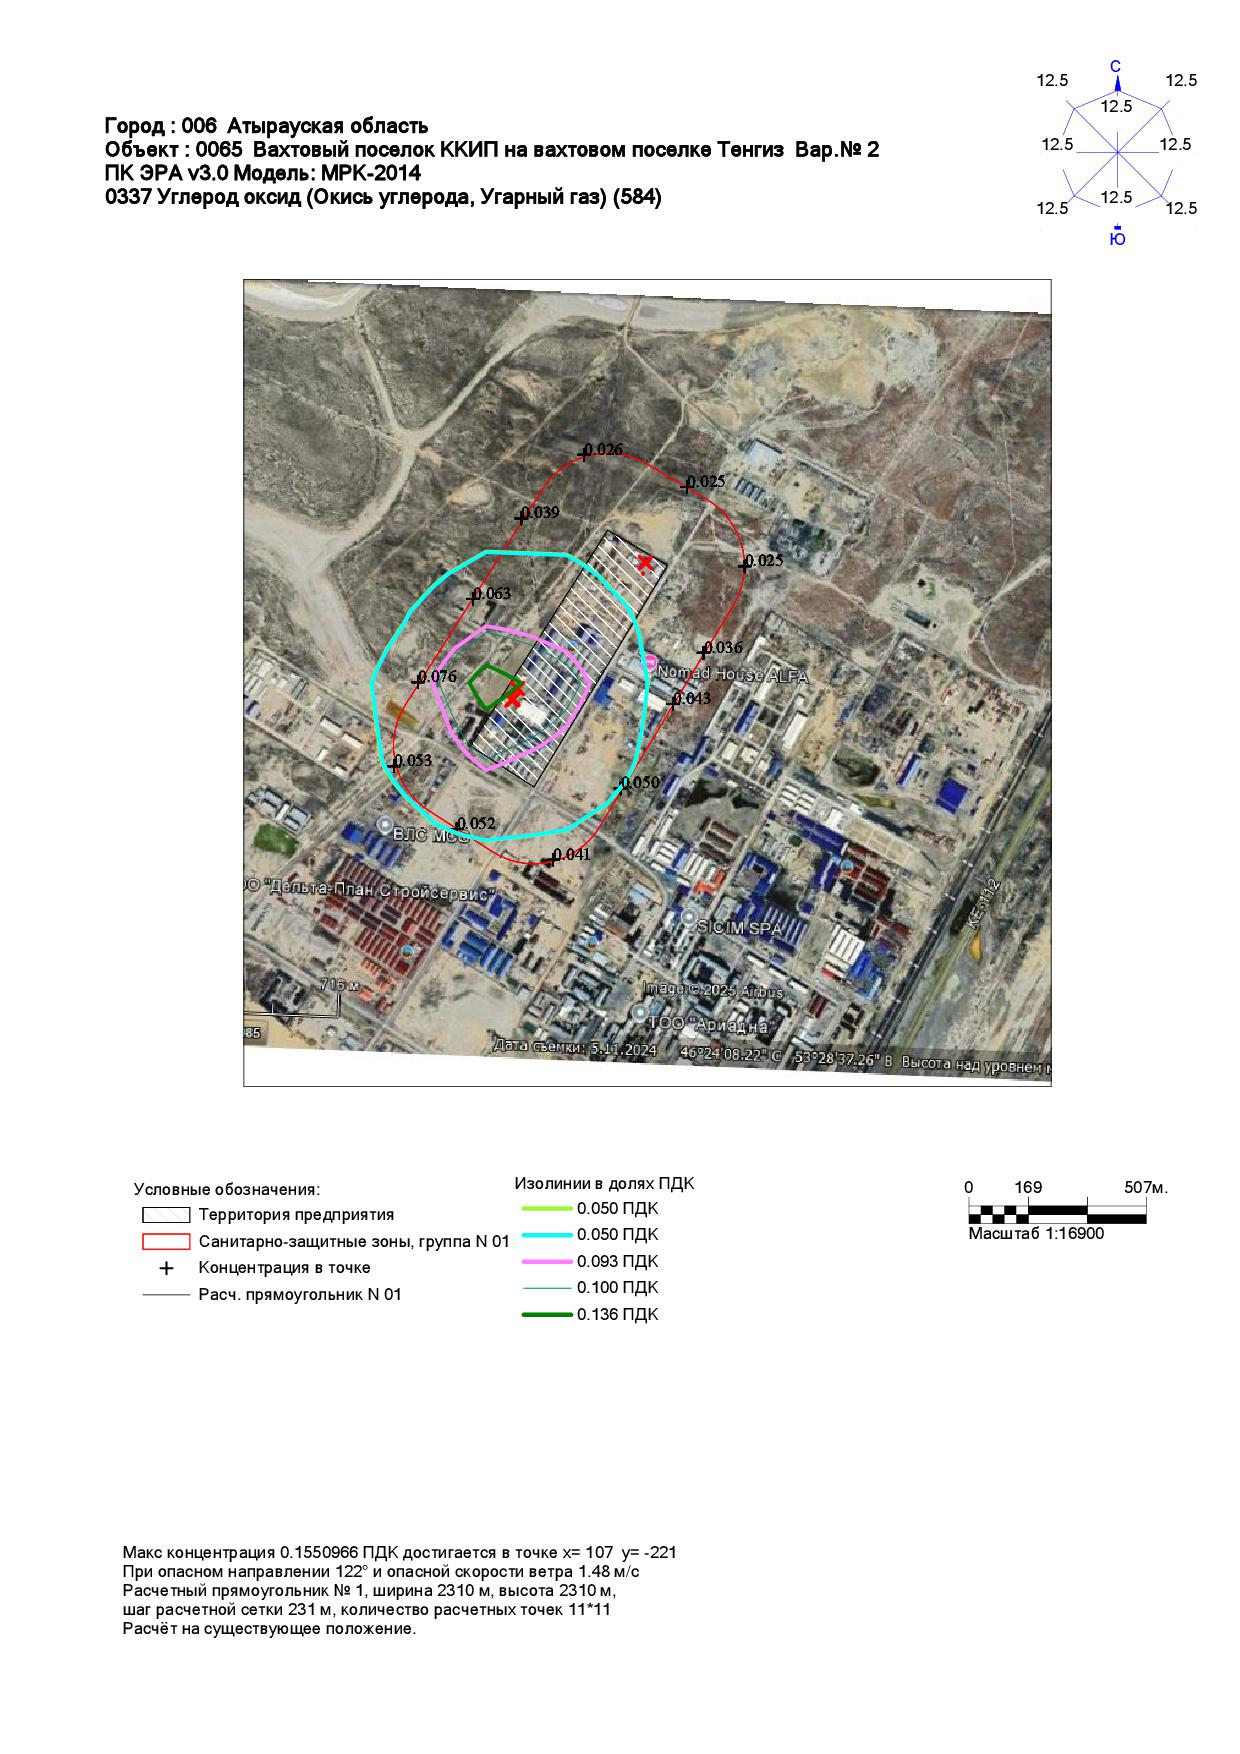 С
12.5 12.5
12.5
12.5 12.5
12.5
12.5 12.5
Ю
Город : 006 Атырауская область
Объект : 0065 Вахтовый поселок ККИП на вахтовом поселке Тенгиз Вар.№ 2
ПК ЭРА v3.0 Модель: МРК-2014
0337 Углерод оксид (Окись углерода, Угарный газ) (584)
0.026
0.025
0.039
0.025
0.063
0.036
Nomad House ALFA
0.076
0.043
0.053
0.050
0.052
ВЛС
0.041
"Дельта-План Стройсервис"
КЕ-112
SICIM SPA
716 м
Image © 2025 Airbus
ТОО "Ариадна"
85
Дата съемки: 5.11.2024 46°24'08.22" С 53°28'37.26" В Высота над уровнем м
Условные обозначения:
Территория предприятия
Санитарно-защитные зоны, группа N 01
Концентрация в точке
Расч. прямоугольник N 01
Изолинии в долях ПДК
0.050 ПДК
0.050 ПДК
0.093 ПДК
0.100 ПДК
0.136 ПДК
0 169 507м.
Масштаб 1:16900
Макс концентрация 0.1550966 ПДК достигается в точке x= 107 y= -221
При опасном направлении 122° и опасной скорости ветра 1.48 м/с
Расчетный прямоугольник № 1, ширина 2310 м, высота 2310 м,
шаг расчетной сетки 231 м, количество расчетных точек 11*11
Расчёт на существующее положение.